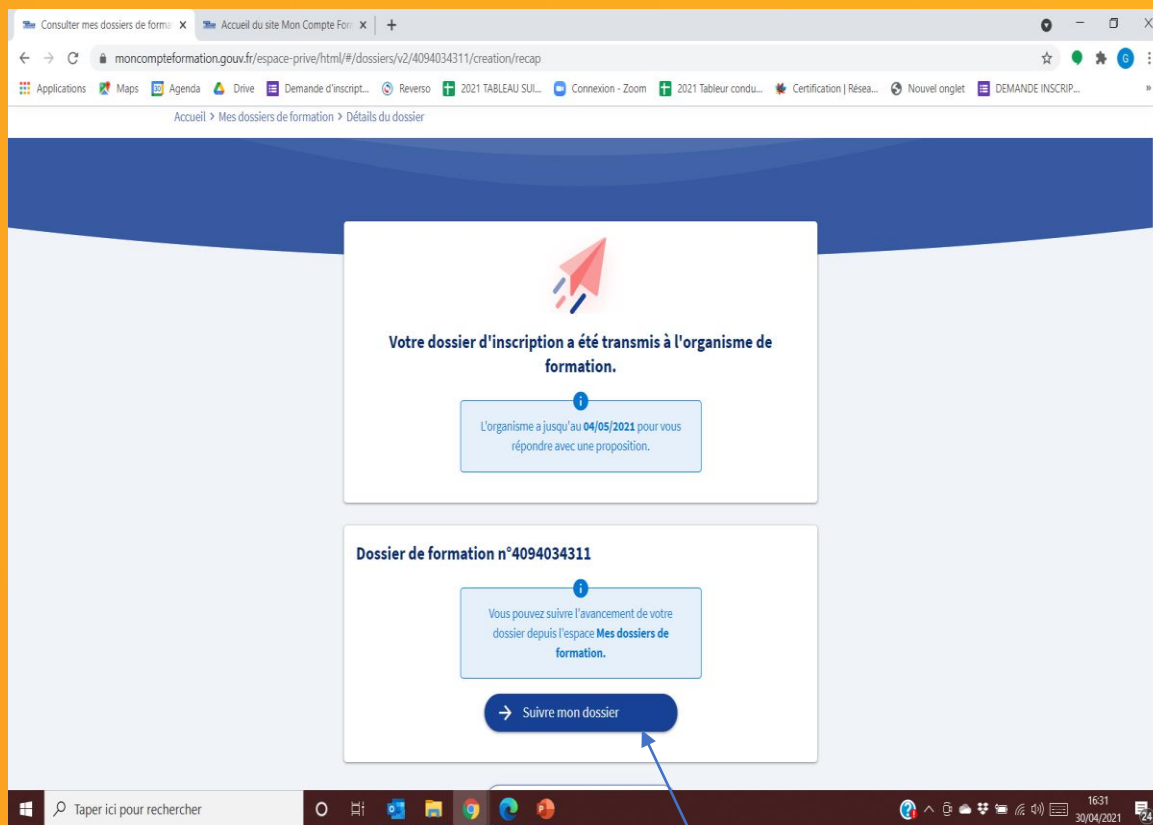 Consulter mes dossiers de forma X
Accueil du site Mon Compte For X
moncompteformation.gouv.fr/espace-prive/html/#/dossiers/v2/4094034311/creation/recap
G
Applications Maps Agenda Drive Demande d'inscript... Reverso 2021 TABLEAU SUI... Connexion - Zoom 2021 Tableur condu... Certification | Résea... Nouvel onglet DEMANDE INSCRIP... »
Accueil > Mes dossiers de formation > Détails du dossier
Votre dossier d'inscription a été transmis à l'organisme de
formation.
i
L'organisme a jusqu'au 04/05/2021 pour vous
répondre avec une proposition.
Dossier de formation n°4094034311
i
Vous pouvez suivre l'avancement de votre
dossier depuis l'espace Mes dossiers de
formation.
→ Suivre mon dossier
Taper ici pour rechercher
16:31
30/04/2021
24